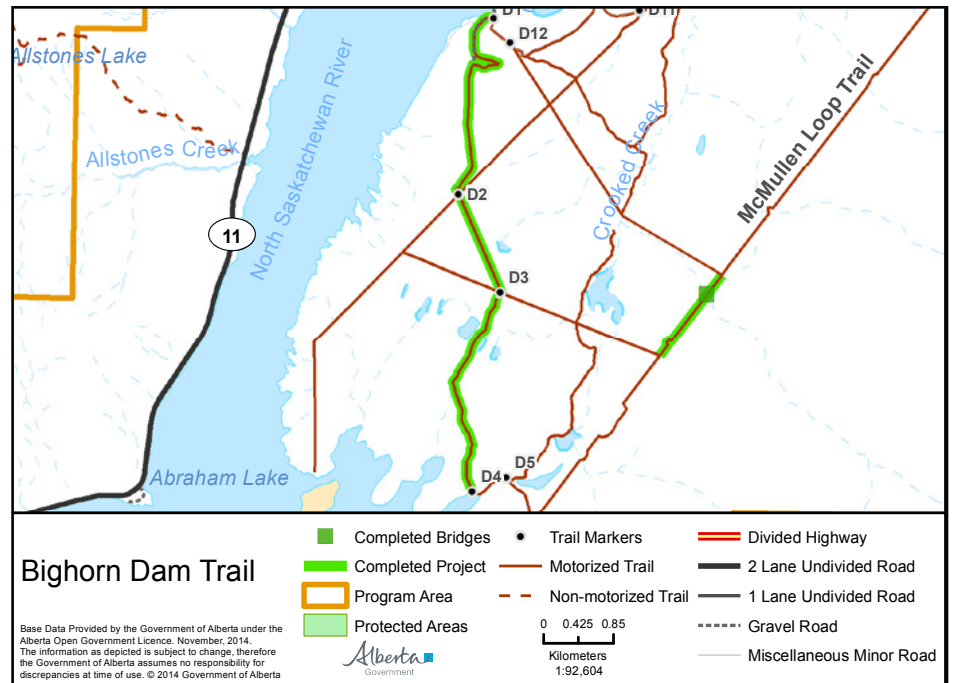 D1
D11
D12
Allstones Lake
North Saskatchewan River
McMullen Loop Trail
Crooked Creek
Allstones Creek
D2
11
D3
D5
D4
Abraham Lake
Bighorn Dam Trail
Base Data Provided by the Government of Alberta under the
Alberta Open Government Licence. November, 2014.
The information as depicted is subject to change, therefore
the Government of Alberta assumes no responsibility for
discrepancies at time of use. © 2014 Government of Alberta
Completed Bridges
Completed Project
Program Area
Protected Areas
Alberta
Government
Trail Markers
Motorized Trail
Non-motorized Trail
0 0.425 0.85
Kilometers
1:92,604
Divided Highway
2 Lane Undivided Road
1 Lane Undivided Road
Gravel Road
Miscellaneous Minor Road